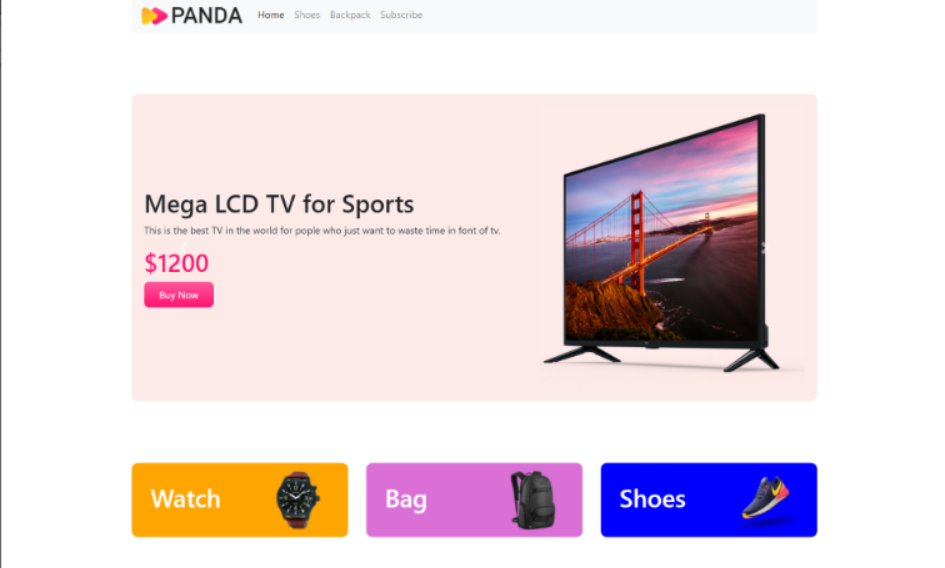 PANDA Home Shoes Backpack Subscribe
Mega LCD TV for Sports
This is the best TV in the world for pople who just want to waste time in font of tv.
$1200
Buy Now
Watch Bag Shoes